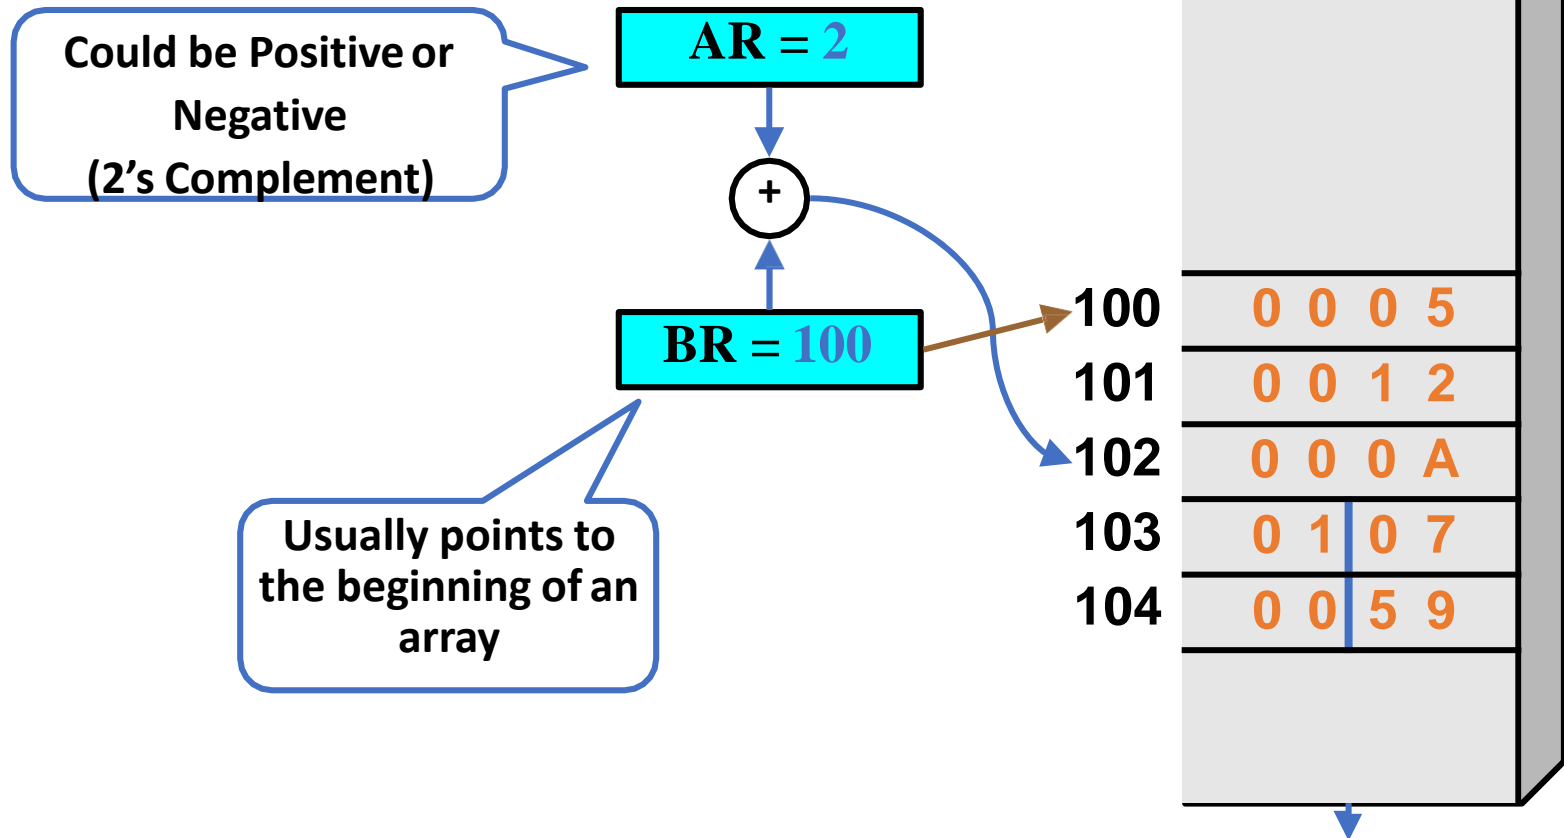 Could be Positive or
Negative
(2’s Complement)
AR = 2
+
BR = 100
Usually points to
the beginning of an
array
100 0 0 0 5
101 0 0 1 2
102 0 0 0 A
103 0 1 0 7
104 0 0 5 9